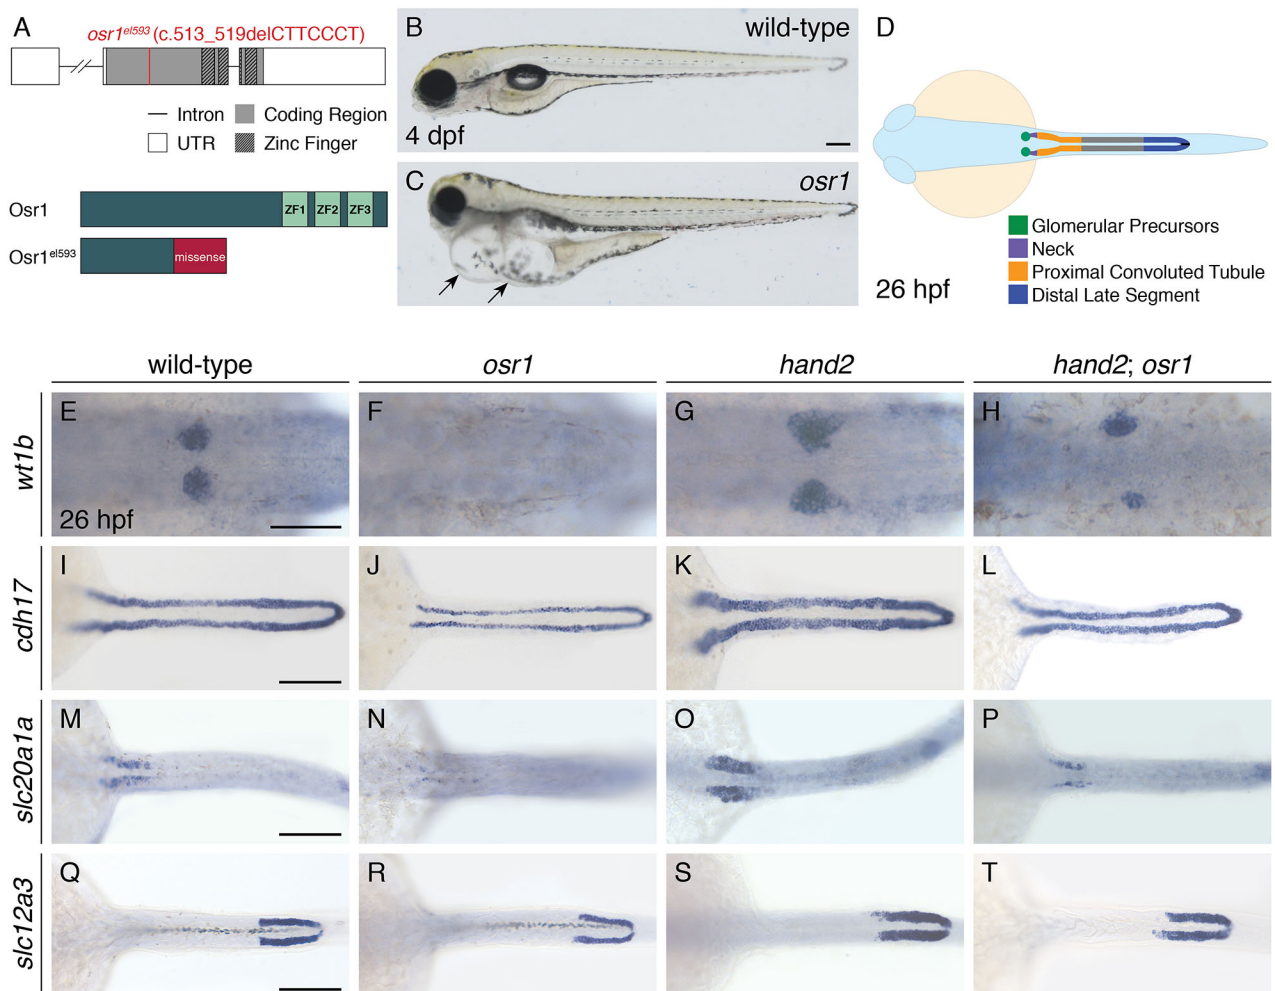 A
osr1el593 (c.513_519delCTTCCCT)
Intron
Coding Region
UTR
Zinc Finger
Osr1
ZF1
ZF2
ZF3
Osr1el593
missense
B
wild-type
4 dpf
C
osr1
D
Glomerular Precursors
Neck
Proximal Convoluted Tubule
Distal Late Segment
26 hpf
wild-type
osr1
hand2
hand2; osr1
wt1b
E
F
G
H
26 hpf
cdh17
I
J
K
L
slc20a1a
M
N
O
P
slc12a3
Q
R
S
T